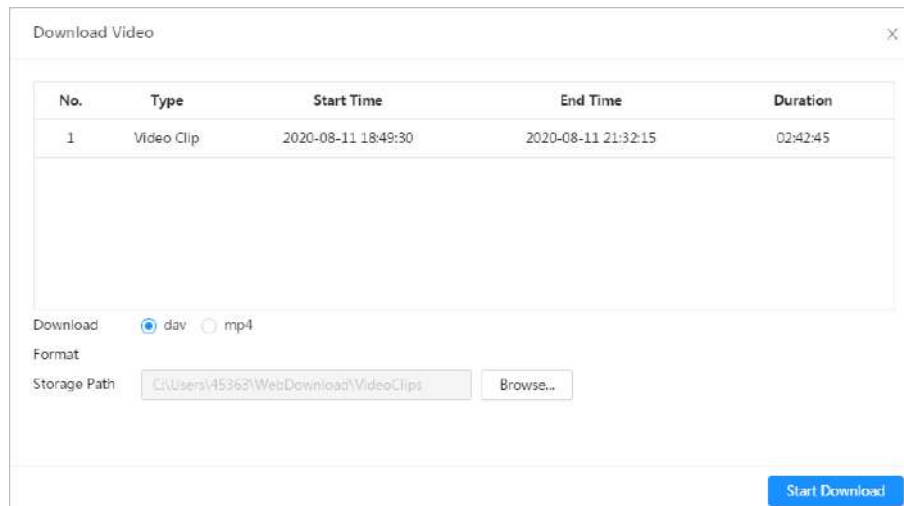 Download Video
No. Type Start Time End Time Duration
1 Video Clip 2020-08-11 18:49:30 2020-08-11 21:32:15 02:42:45
Download dav mp4
Format
Storage Path C:\Users\45363\WebDownload\VideoClips Browse...
Start Download